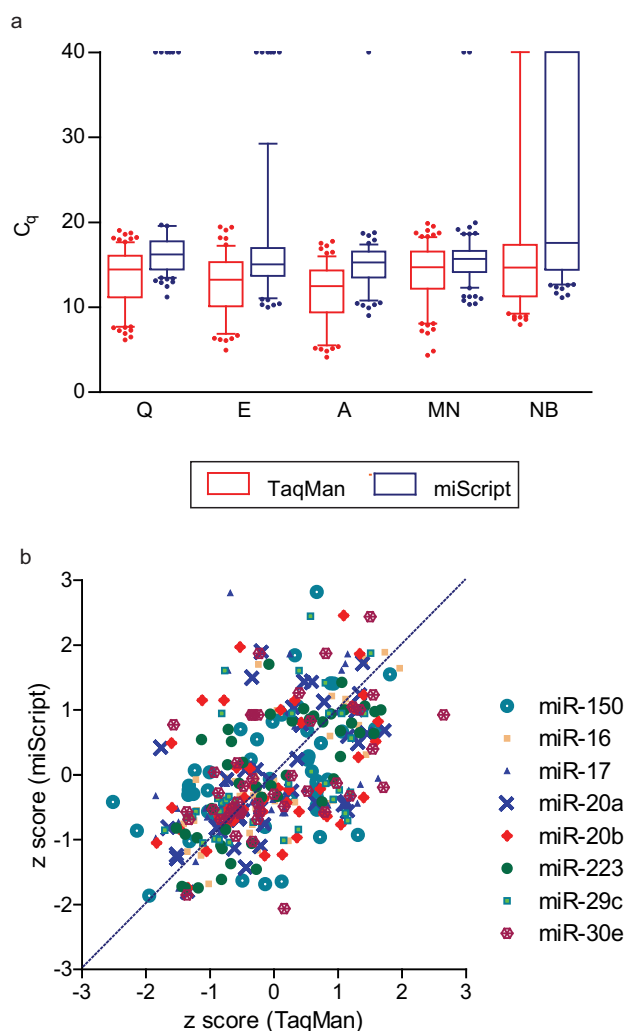 a
40
30
20
10
0
Cq
Q E A MN NB
TaqMan miScript
b
3
2
1
0
-1
-2
-3
z score (miScript)
-3 -2 -1 0 1 2 3
z score (TaqMan)
miR-150
miR-16
miR-17
miR-20a
miR-20b
miR-223
miR-29c
miR-30e